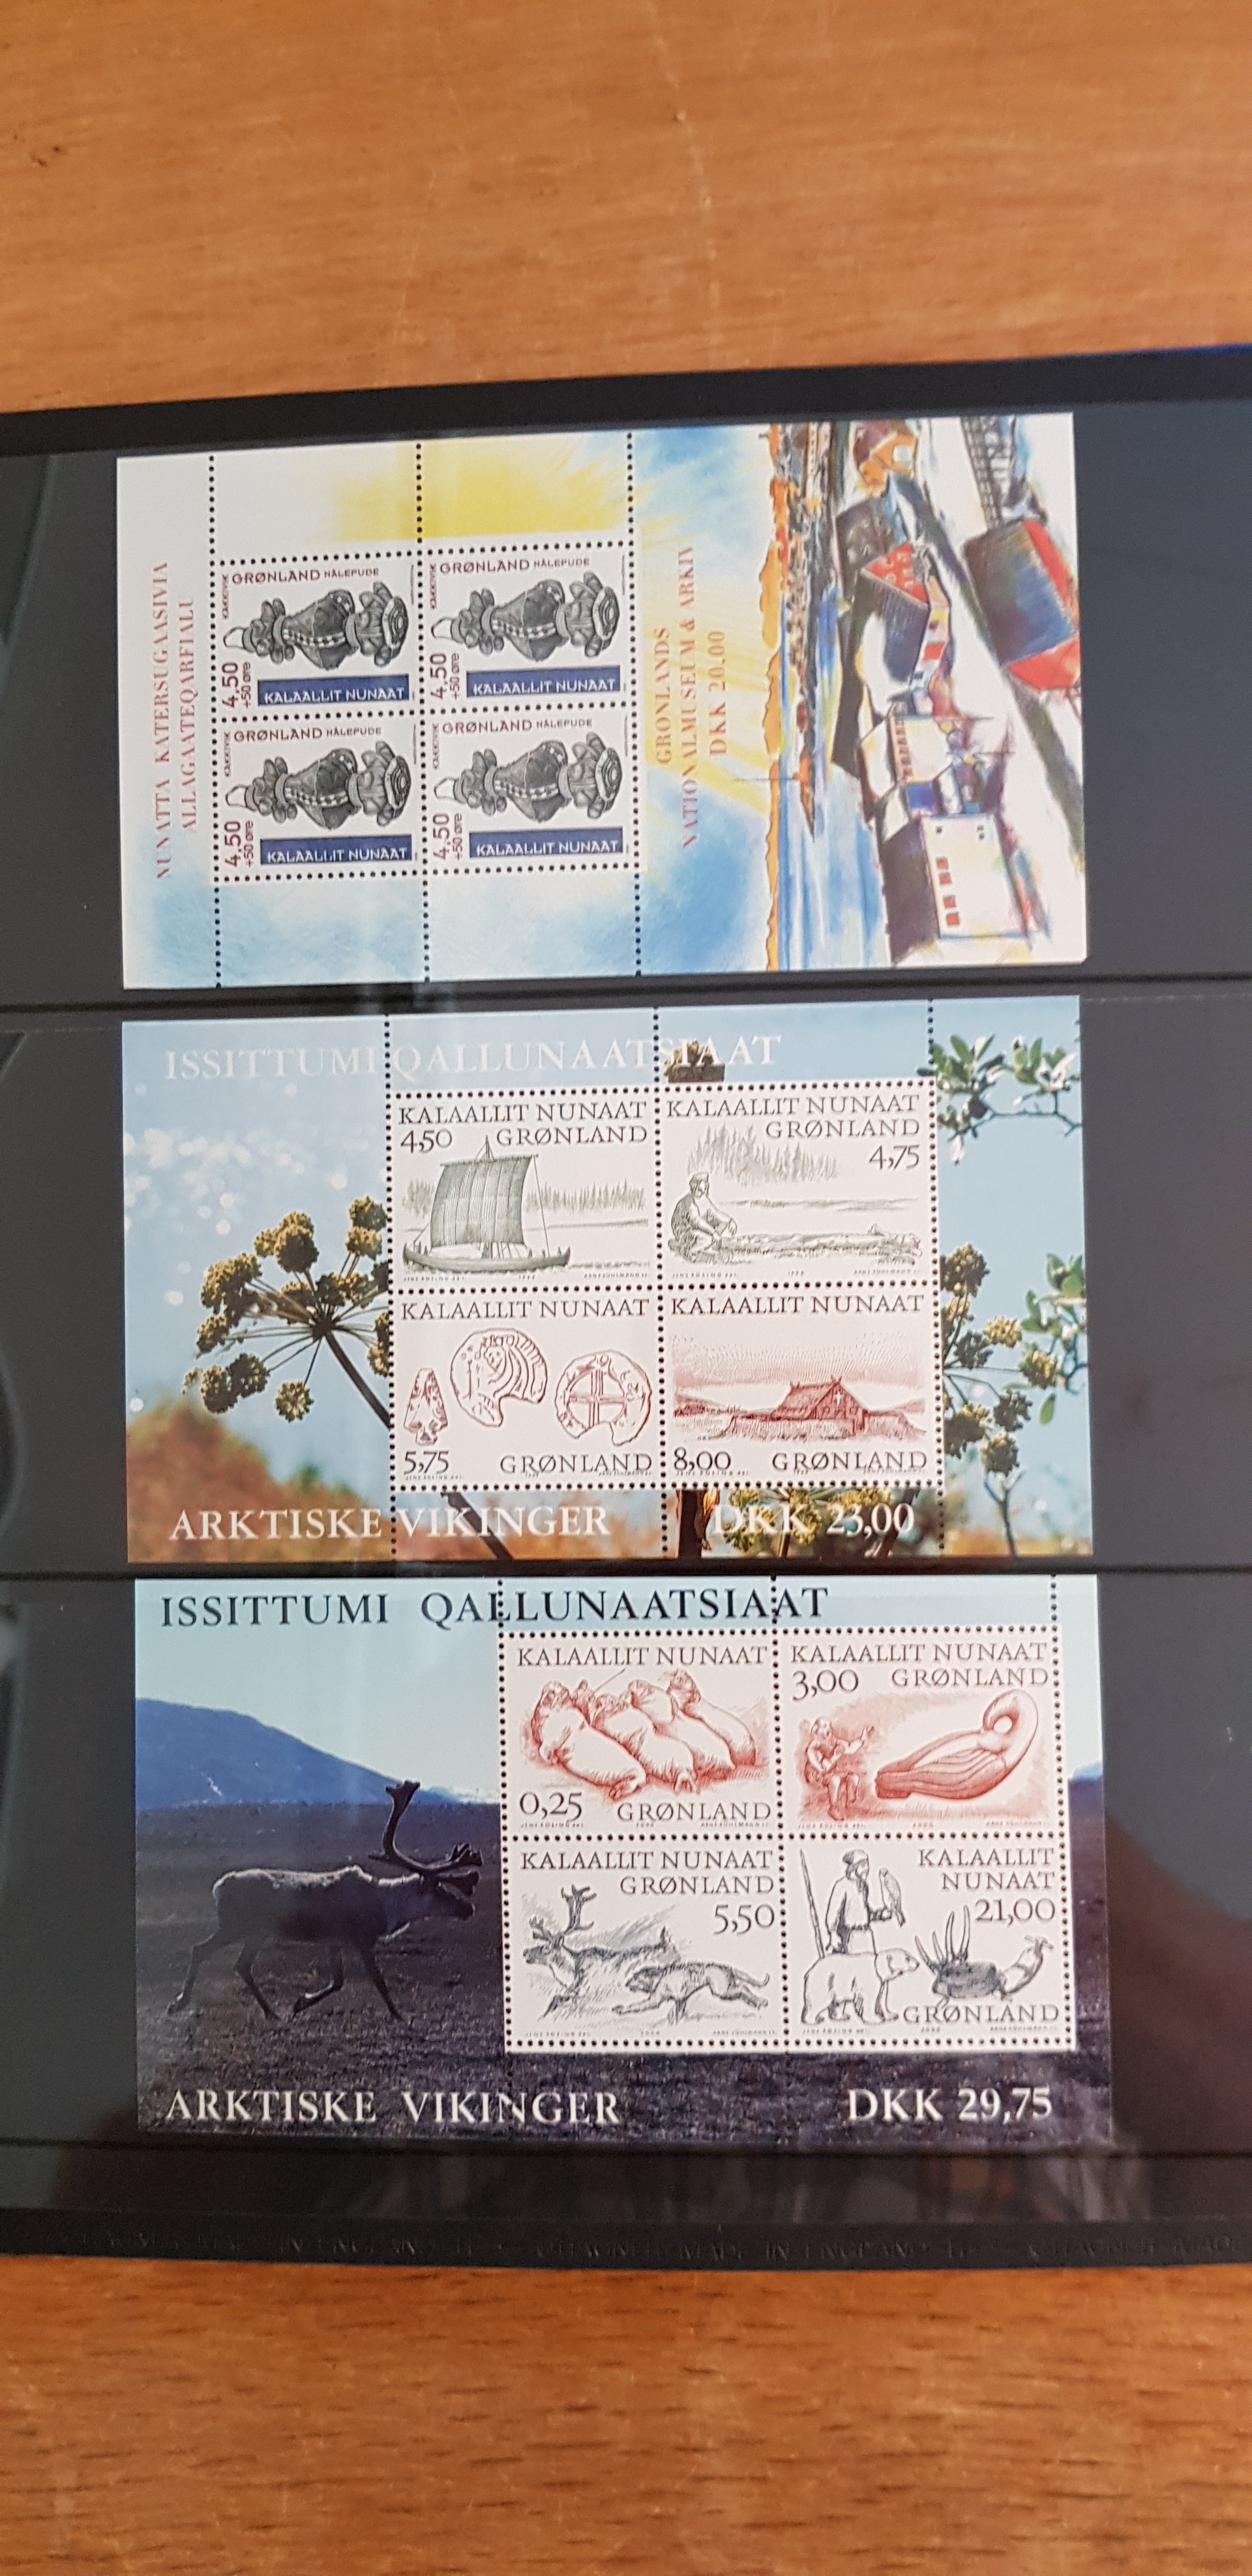 NUNATTA KATERSUGAASIVIA
ALLAGAATEQARFIALU
GRØNLAND HÅLEPUDE
4,50
+50 øre
KALAALLIT NUNAAT
GRØNLAND HÅLEPUDE
4,50
+50 øre
KALAALLIT NUNAAT
GRØNLAND HÅLEPUDE
4,50
+50 øre
KALAALLIT NUNAAT
GRØNLAND HÅLEPUDE
4,50
+50 øre
KALAALLIT NUNAAT
GRØNLANDS
NATIONALMUSEUM & ARKIV
DKK 20.00
ISSITTUMI QALLUNAATSIAAT
KALAALLIT NUNAAT
4,50 GRØNLAND
KALAALLIT NUNAAT
GRØNLAND
4,75
KALAALLIT NUNAAT
5,75 GRØNLAND
KALAALLIT NUNAAT
8,00 GRØNLAND
ARKTISKE VIKINGER DKK 23,00
ISSITTUMI QALLUNAATSIAAT
KALAALLIT NUNAAT
0,25 GRØNLAND
KALAALLIT NUNAAT
3,00 GRØNLAND
KALAALLIT NUNAAT
GRØNLAND
5,50
KALAALLIT
NUNAAT
21,00
GRØNLAND
ARKTISKE VIKINGER DKK 29,75
MADE IN ENGLAND